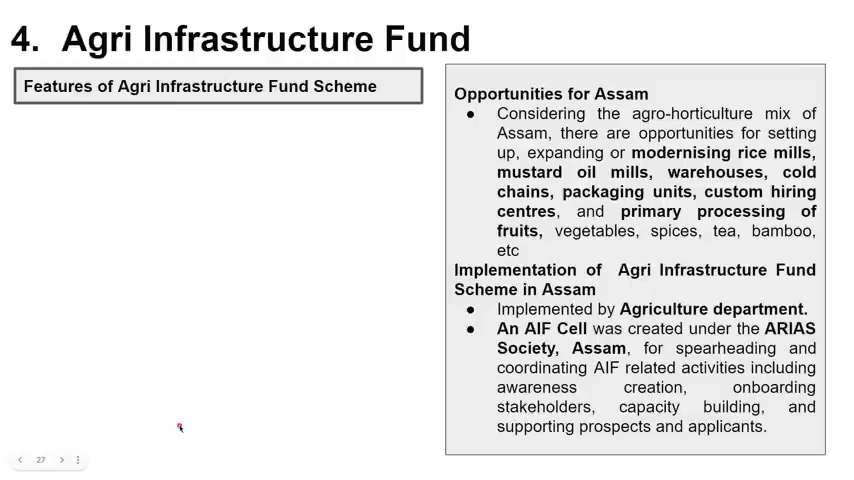 4. Agri Infrastructure Fund
Features of Agri Infrastructure Fund Scheme
Opportunities for Assam
● Considering the agro-horticulture mix of
Assam, there are opportunities for setting
up, expanding or modernising rice mills,
mustard oil mills, warehouses, cold
chains, packaging units, custom hiring
centres, and primary processing of
fruits, vegetables, spices, tea, bamboo,
etc
Implementation of Agri Infrastructure Fund
Scheme in Assam
● Implemented by Agriculture department.
● An AIF Cell was created under the ARIAS
Society, Assam, for spearheading and
coordinating AIF related activities including
awareness creation, onboarding
stakeholders, capacity building, and
supporting prospects and applicants.
27